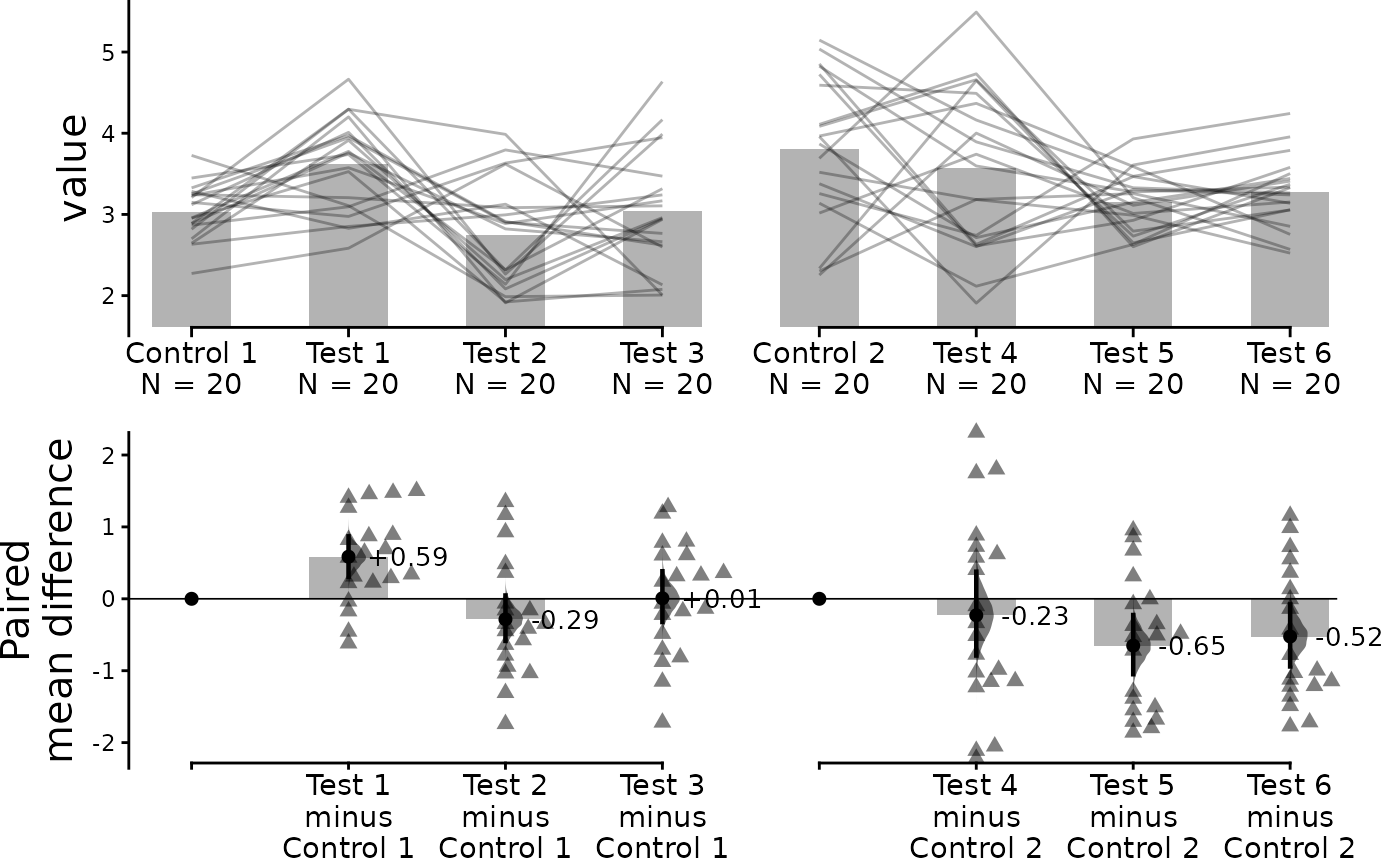 value
5
4
3
2
Control 1 Test 1 Test 2 Test 3 Control 2 Test 4 Test 5 Test 6
N = 20 N = 20 N = 20 N = 20 N = 20 N = 20 N = 20 N = 20
Paired
mean difference
2
1
0
-1
-2
+0.59
-0.29
+0.01
-0.23
-0.65
-0.52
Test 1 Test 2 Test 3 Test 4 Test 5 Test 6
minus minus minus minus minus minus
Control 1 Control 1 Control 1 Control 2 Control 2 Control 2